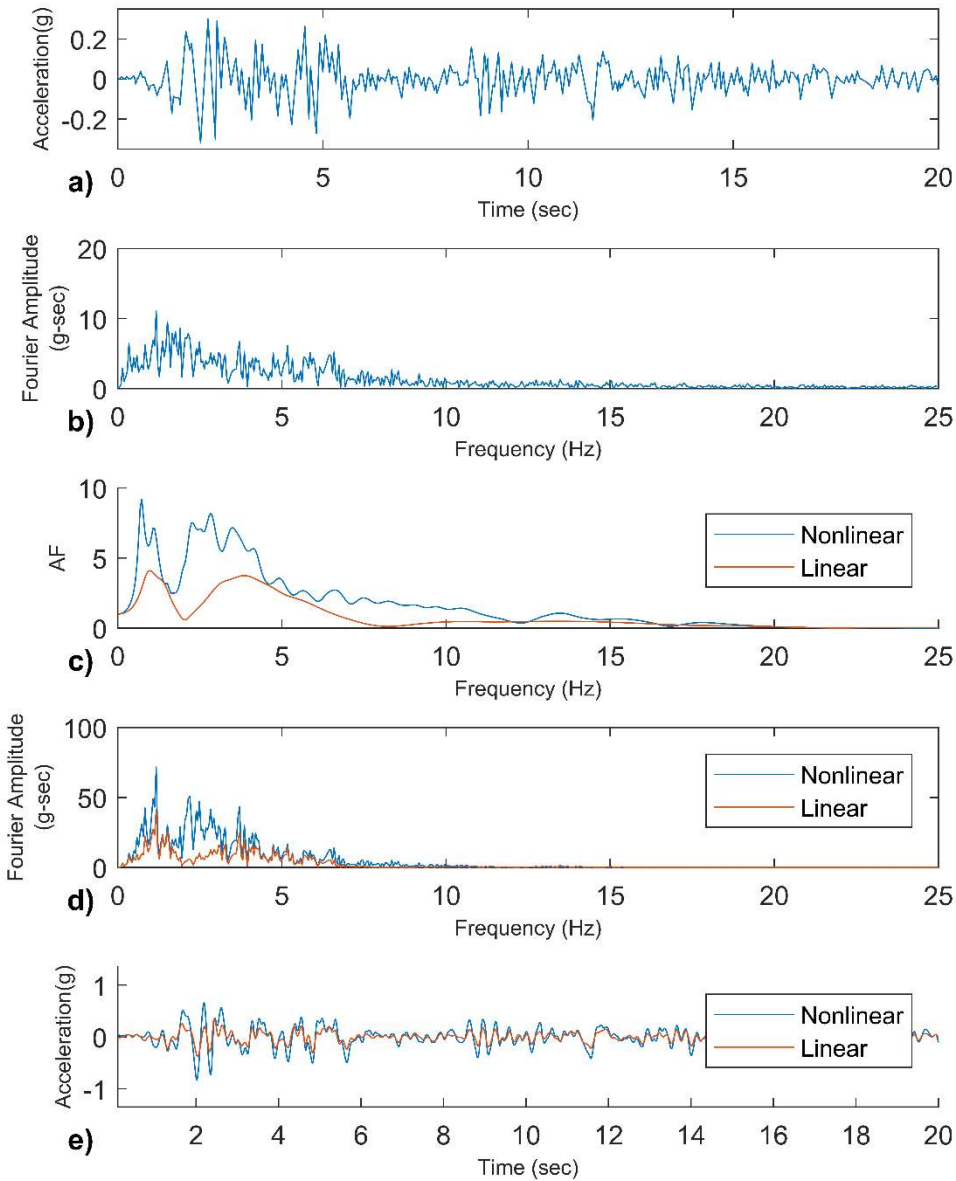 Acceleration(g)
0.2
0
-0.2
0 5 10 15 20
a)
Time (sec)
Fourier Amplitude
(g-sec)
20
10
0
0 5 10 15 20 25
b)
Frequency (Hz)
AF
10
5
0
Nonlinear
Linear
0 5 10 15 20 25
c)
Frequency (Hz)
Fourier Amplitude
(g-sec)
100
50
0
Nonlinear
Linear
0 5 10 15 20 25
d)
Frequency (Hz)
Acceleration(g)
1
0
-1
Nonlinear
Linear
2 4 6 8 10 12 14 16 18 20
e)
Time (sec)